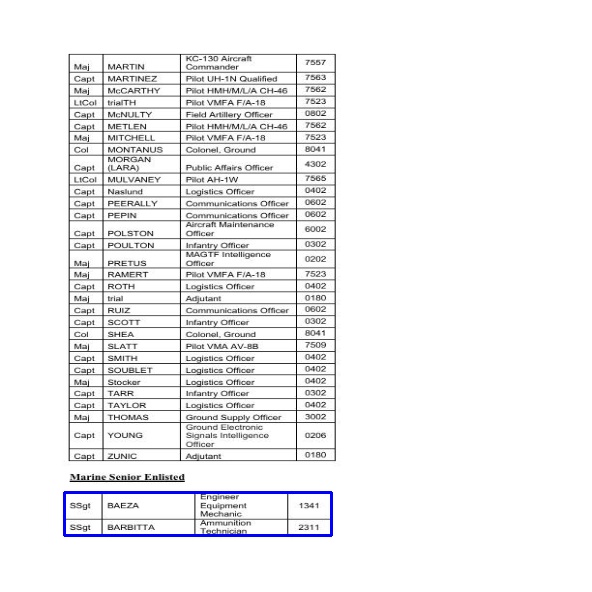 Maj MARTIN KC-130 Aircraft Commander 7557
Capt MARTINEZ Pilot UH-1N Qualified 7563
Maj McCARTHY Pilot HMH/M/L/A CH-46 7562
LtCol trialTH Pilot VMFA F/A-18 7523
Capt McNULTY Field Artillery Officer 0802
Capt METLEN Pilot HMH/M/L/A CH-46 7562
Maj MITCHELL Pilot VMFA F/A-18 7523
Col MONTANUS Colonel, Ground 8041
Capt MORGAN (LARA) Public Affairs Officer 4302
LtCol MULVANEY Pilot AH-1W 7565
Capt Naslund Logistics Officer 0402
Capt PEERALLY Communications Officer 0602
Capt PEPIN Communications Officer 0602
Capt POLSTON Aircraft Maintenance Officer 6002
Capt POULTON Infantry Officer 0302
Maj PRETUS MAGTF Intelligence Officer 0202
Maj RAMERT Pilot VMFA F/A-18 7523
Capt ROTH Logistics Officer 0402
Maj trial Adjutant 0180
Capt RUIZ Communications Officer 0602
Capt SCOTT Infantry Officer 0302
Col SHEA Colonel, Ground 8041
Maj SLATT Pilot VMA AV-8B 7509
Capt SMITH Logistics Officer 0402
Capt SOUBLET Logistics Officer 0402
Maj Stocker Logistics Officer 0402
Capt TARR Infantry Officer 0302
Capt TAYLOR Logistics Officer 0402
Maj THOMAS Ground Supply Officer 3002
Capt YOUNG Ground Electronic Signals Intelligence Officer 0206
Capt ZUNIC Adjutant 0180
Marine Senior Enlisted
SSgt BAEZA Engineer Equipment Mechanic 1341
SSgt BARBITTA Ammunition Technician 2311